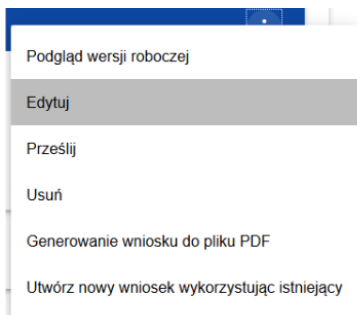 Podgląd wersji roboczej
Edytuj
Prześlij
Usuń
Generowanie wniosku do pliku PDF
Utwórz nowy wniosek wykorzystując istniejący